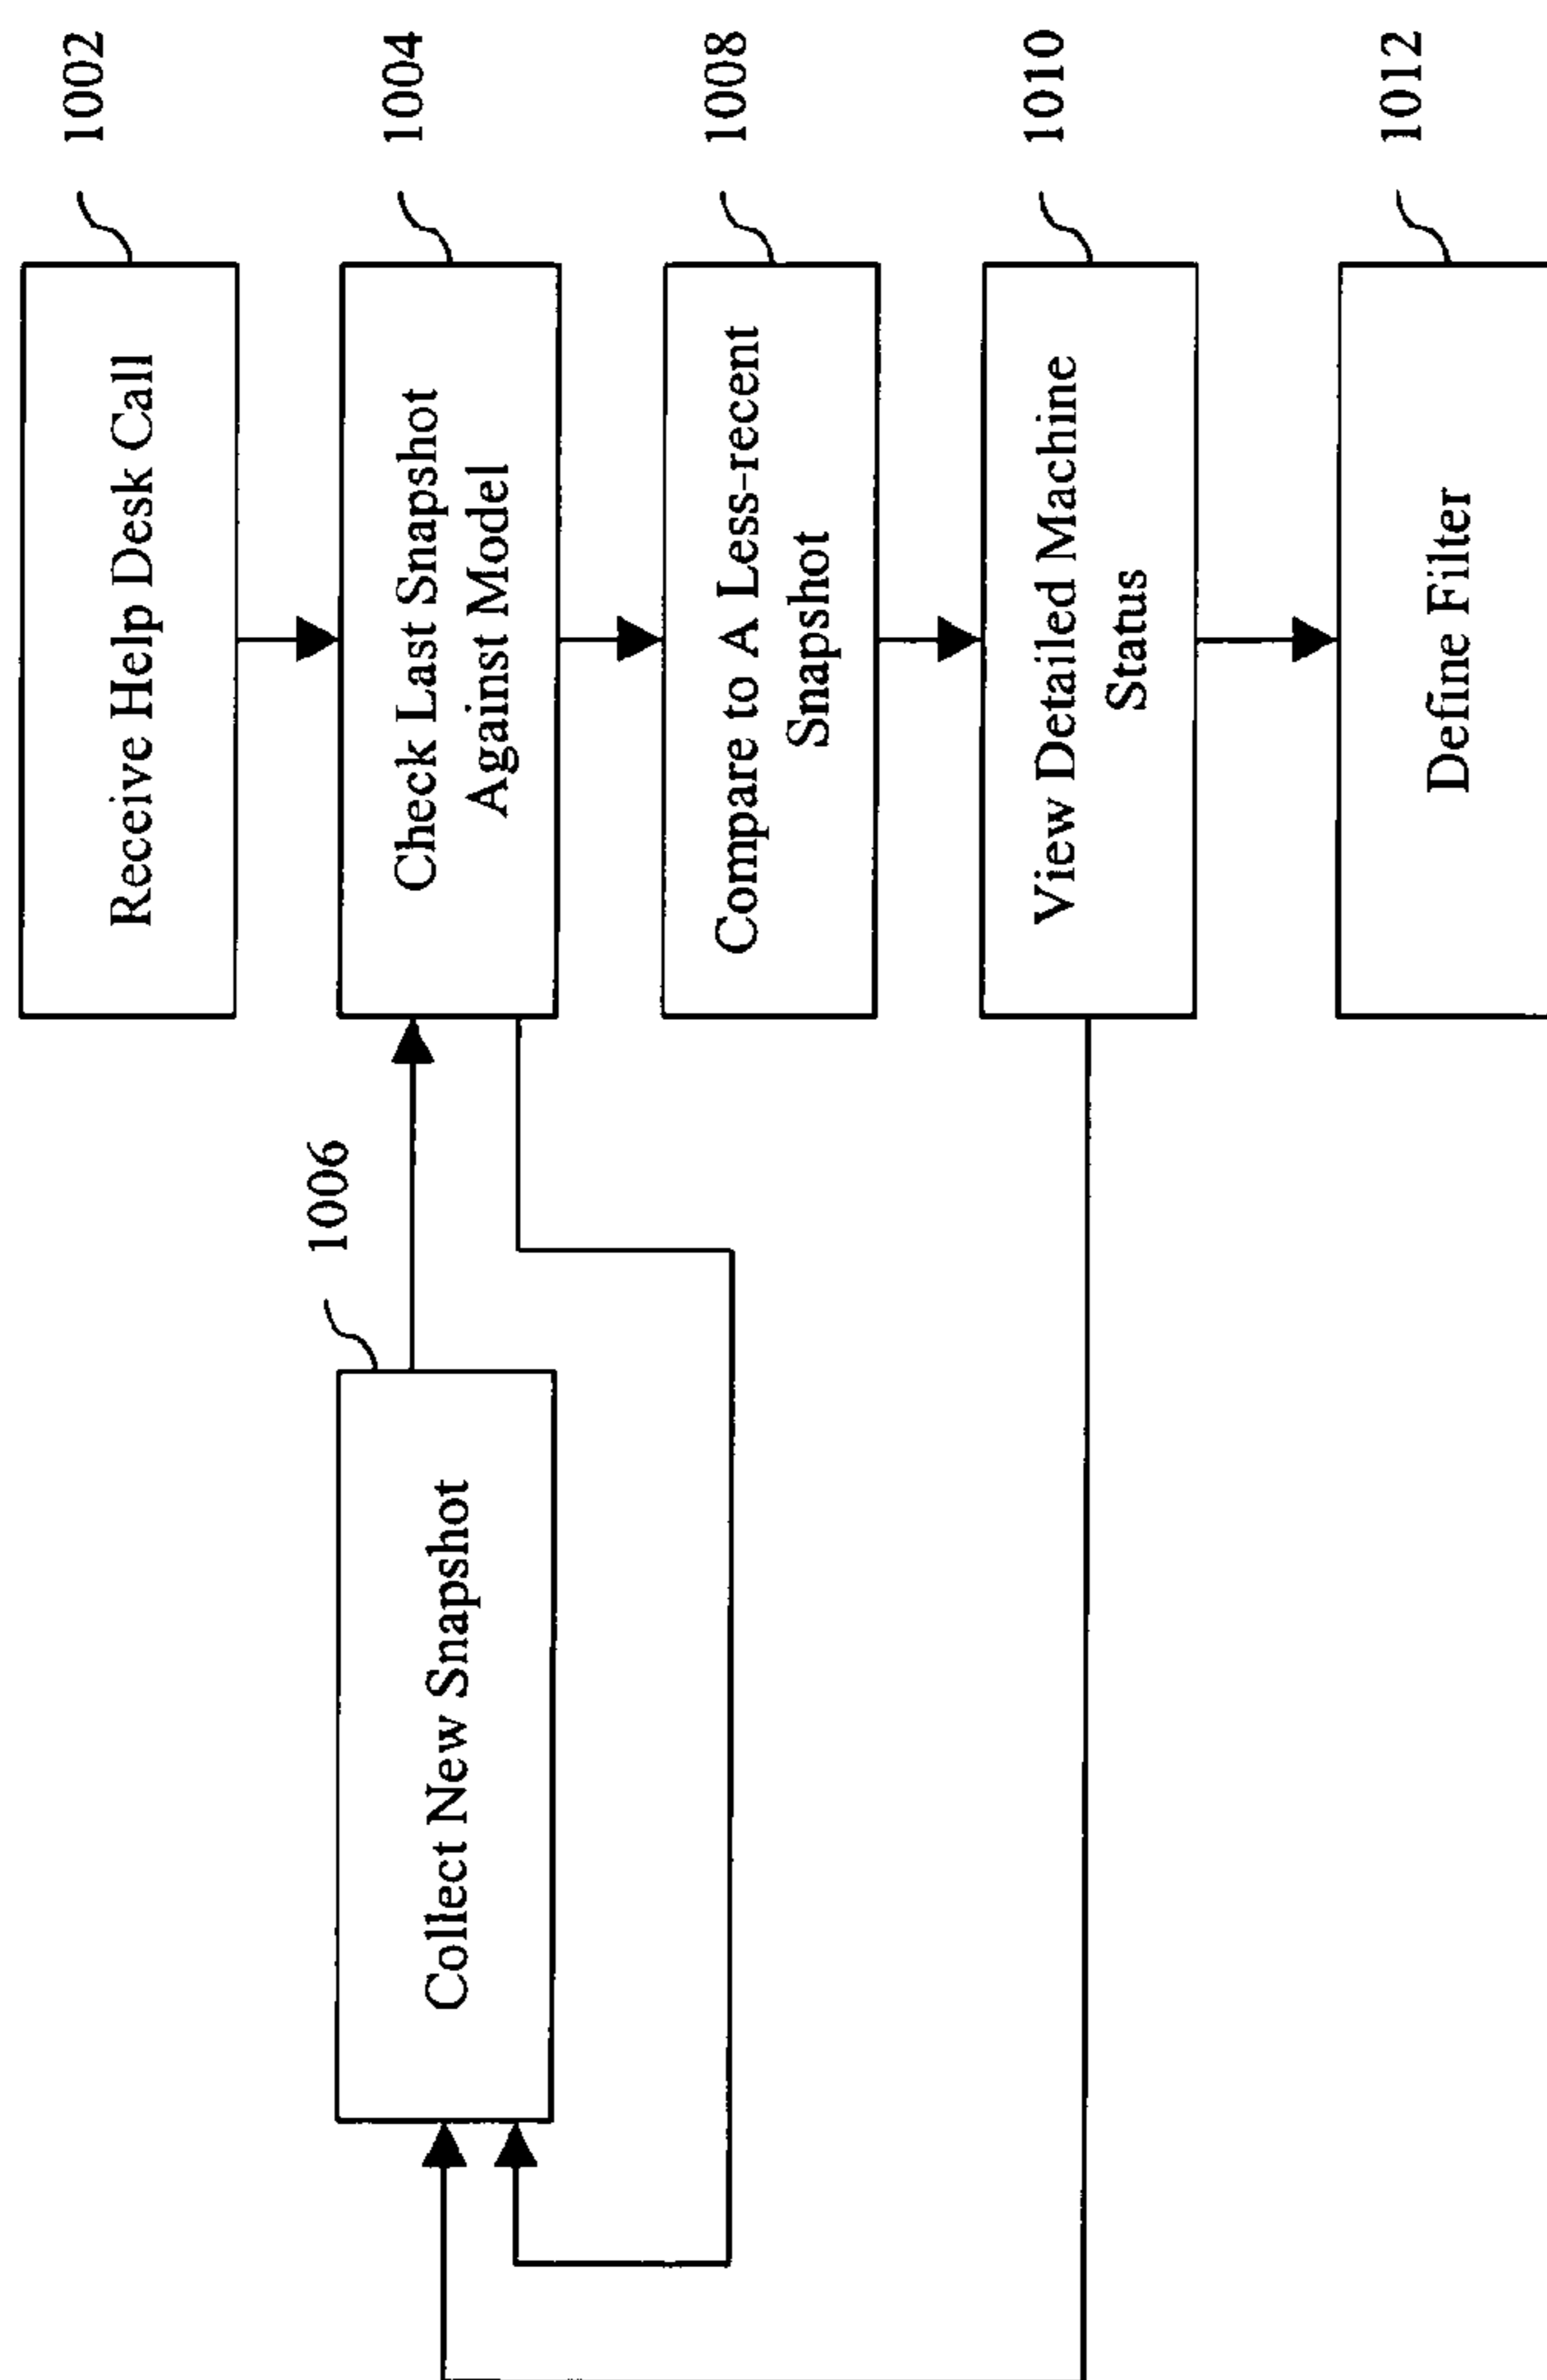 1002
Receive Help Desk Call
1004
Check Last Snapshot
Against Model
1006
Collect New Snapshot
1008
Compare to A Less-recent
Snapshot
1010
View Detailed Machine
Status
1012
Define Filter